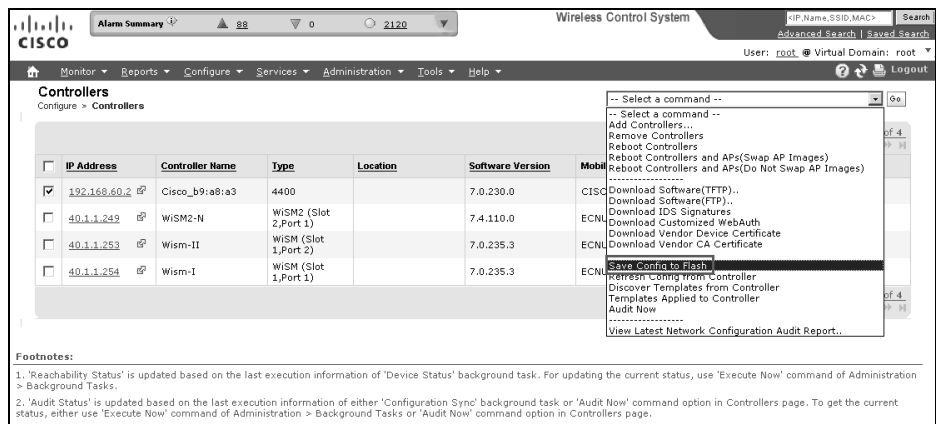 Alarm Summary 88 0 2120
Wireless Control System
<IP,Name,SSID,MAC> Search
Advanced Search | Saved Search
CISCO
User: root @ Virtual Domain: root
Monitor Reports Configure Services Administration Tools Help Logout
Controllers
Configure > Controllers
-- Select a command -- Go
-- Select a command --
Add Controllers...
Remove Controllers
Reboot Controllers
Reboot Controllers and APs(Swap AP Images)
Reboot Controllers and APs(Do Not Swap AP Images)
-----------------
Download Software(TFTP)..
Download Software(FTP)..
Download IDS Signatures
Download Customized WebAuth
Download Vendor Device Certificate
Download Vendor CA Certificate
Save Config to Flash
Refresh Config from Controller
Discover Templates from Controller
Templates Applied to Controller
Audit Now
-----------------
View Latest Network Configuration Audit Report..
of 4
IP Address Controller Name Type Location Software Version Mobil
192.168.60.2 Cisco_b9:a8:a3 4400 7.0.230.0 CISC
40.1.1.249 WiSM2-N WiSM2 (Slot 2,Port 1) 7.4.110.0 ECNU
40.1.1.253 Wism-II WiSM (Slot 1,Port 2) 7.0.235.3 ECNU
40.1.1.254 Wism-I WiSM (Slot 1,Port 1) 7.0.235.3 ECNU
of 4
Footnotes:
1. 'Reachability Status' is updated based on the last execution information of 'Device Status' background task. For updating the current status, use 'Execute Now' command of Administration
> Background Tasks.
2. 'Audit Status' is updated based on the last execution information of either 'Configuration Sync' background task or 'Audit Now' command option in Controllers page. To get the current
status, either use 'Execute Now' command of Administration > Background Tasks or 'Audit Now' command option in Controllers page.